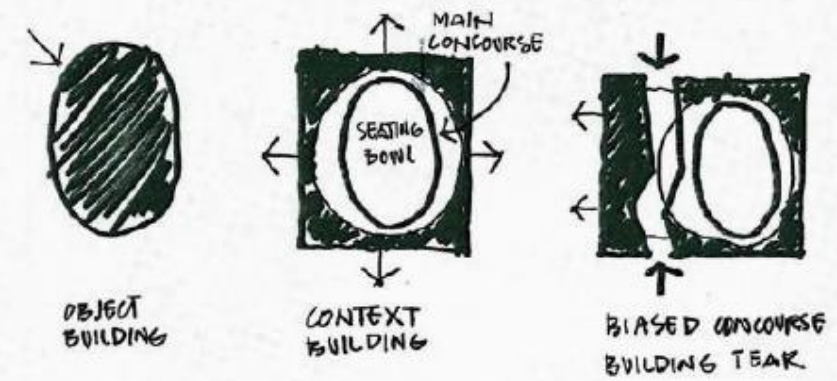 MAIN
CONCOURSE
SEATING
BOWL
OBJECT
BUILDING
CONTEXT
BUILDING
BIASED CONCOURSE
BUILDING TEAR